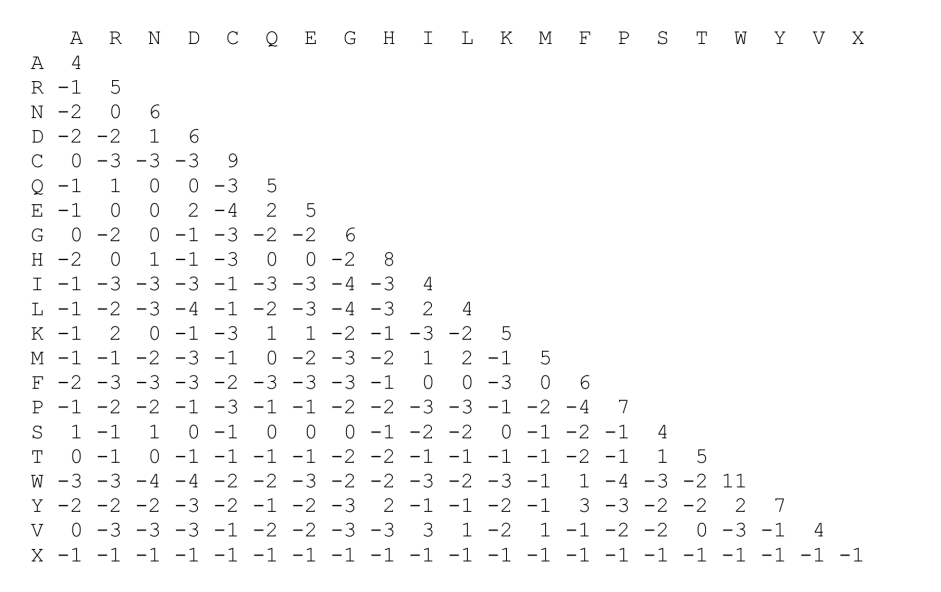 A R N D C Q E G H I L K M F P S T W Y V X
A 4
R -1 5
N -2 0 6
D -2 -2 1 6
C 0 -3 -3 -3 9
Q -1 1 0 0 -3 5
E -1 0 0 2 -4 2 5
G 0 -2 0 -1 -3 -2 -2 6
H -2 0 1 -1 -3 0 0 -2 8
I -1 -3 -3 -3 -1 -3 -3 -4 -3 4
L -1 -2 -3 -4 -1 -2 -3 -4 -3 2 4
K -1 2 0 -1 -3 1 1 -2 -1 -3 -2 5
M -1 -1 -2 -3 -1 0 -2 -3 -2 1 2 -1 5
F -2 -3 -3 -3 -2 -3 -3 -3 -1 0 0 -3 0 6
P -1 -2 -2 -1 -3 -1 -1 -2 -2 -3 -3 -1 -2 -4 7
S 1 -1 1 0 -1 0 0 0 -1 -2 -2 0 -1 -2 -1 4
T 0 -1 0 -1 -1 -1 -1 -2 -2 -1 -1 -1 -1 -2 -1 1 5
W -3 -3 -4 -4 -2 -2 -3 -2 -2 -3 -2 -3 -1 1 -4 -3 -2 11
Y -2 -2 -2 -3 -2 -1 -2 -3 2 -1 -1 -2 -1 3 -3 -2 -2 2 7
V 0 -3 -3 -3 -1 -2 -2 -3 -3 3 1 -2 1 -1 -2 -2 0 -3 -1 4
X -1 -1 -1 -1 -1 -1 -1 -1 -1 -1 -1 -1 -1 -1 -1 -1 -1 -1 -1 -1 -1